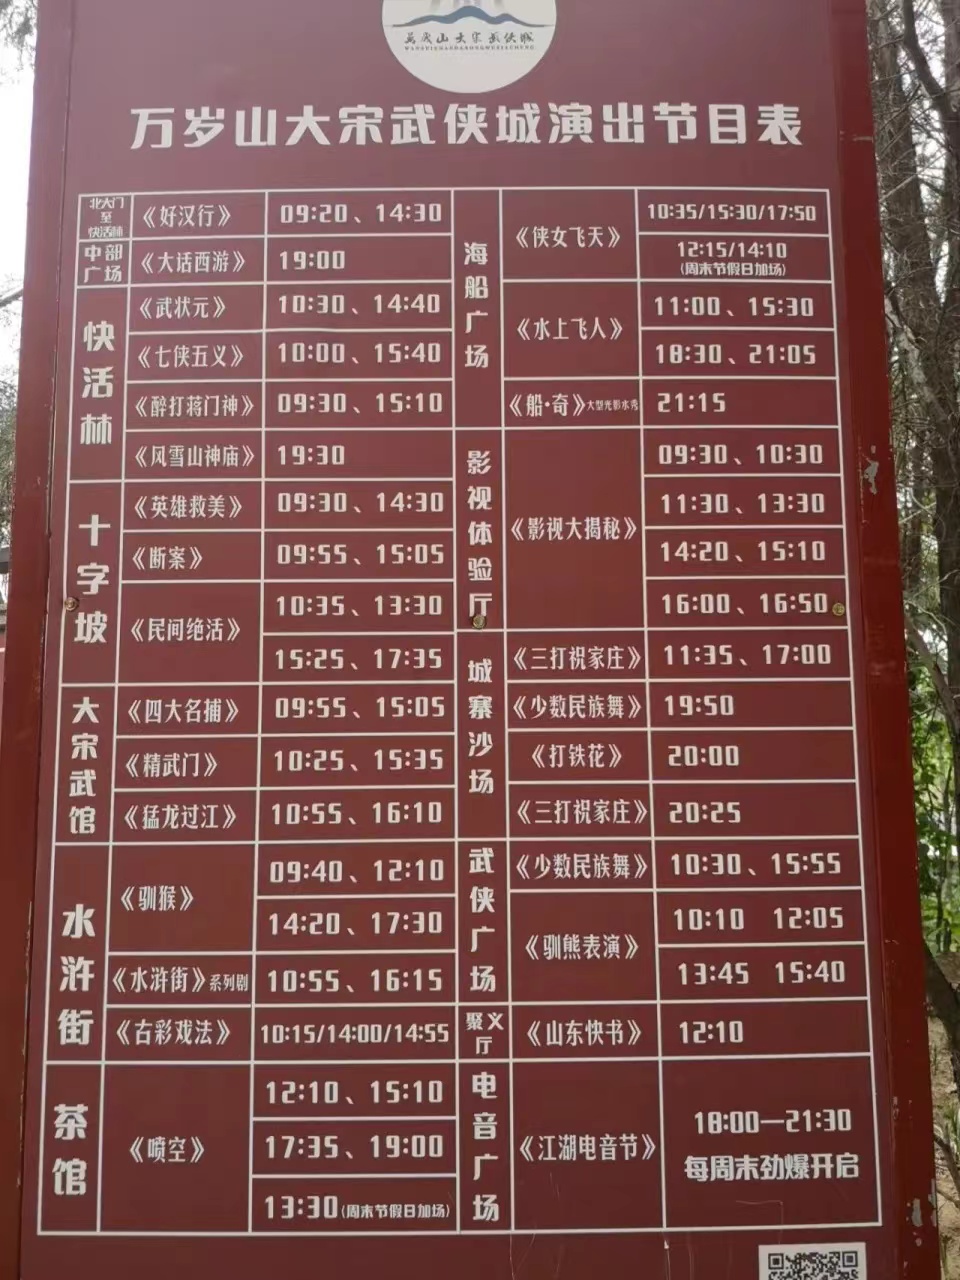 万岁山大宋武侠城
WANSUISHANDASONGWUXIACHENG
万岁山大宋武侠城演出节目表
北大门至快活林
《好汉行》 09:20、14:30
中部广场
《大话西游》 19:00
快活林
《武状元》 10:30、14:40
《七侠五义》 10:00、15:40
《醉打蒋门神》 09:30、15:10
《风雪山神庙》 19:30
十字坡
《英雄救美》 09:30、14:30
《断案》 09:55、15:05
《民间绝活》 10:35、13:30
15:25、17:35
大宋武馆
《四大名捕》 09:55、15:05
《精武门》 10:25、15:35
《猛龙过江》 10:55、16:10
水浒街
《驯猴》 09:40、12:10
14:20、17:30
《水浒街》系列剧 10:55、16:15
《古彩戏法》 10:15/14:00/14:55
茶馆
《喷空》 12:10、15:10
17:35、19:00
13:30(周末节假日加场)
海船广场
《侠女飞天》 10:35/15:30/17:50
12:15/14:10
(周末节假日加场)
《水上飞人》 11:00、15:30
18:30、21:05
《船·奇》大型光影水秀 21:15
影视体验厅
《影视大揭秘》 09:30、10:30
11:30、13:30
14:20、15:10
16:00、16:50
城寨沙场
《三打祝家庄》 11:35、17:00
《少数民族舞》 19:50
《打铁花》 20:00
《三打祝家庄》 20:25
武侠广场
《少数民族舞》 10:30、15:55
《驯熊表演》 10:10 12:05
13:45 15:40
聚义厅
《山东快书》 12:10
电音广场
《江湖电音节》 18:00—21:30
每周末劲爆开启